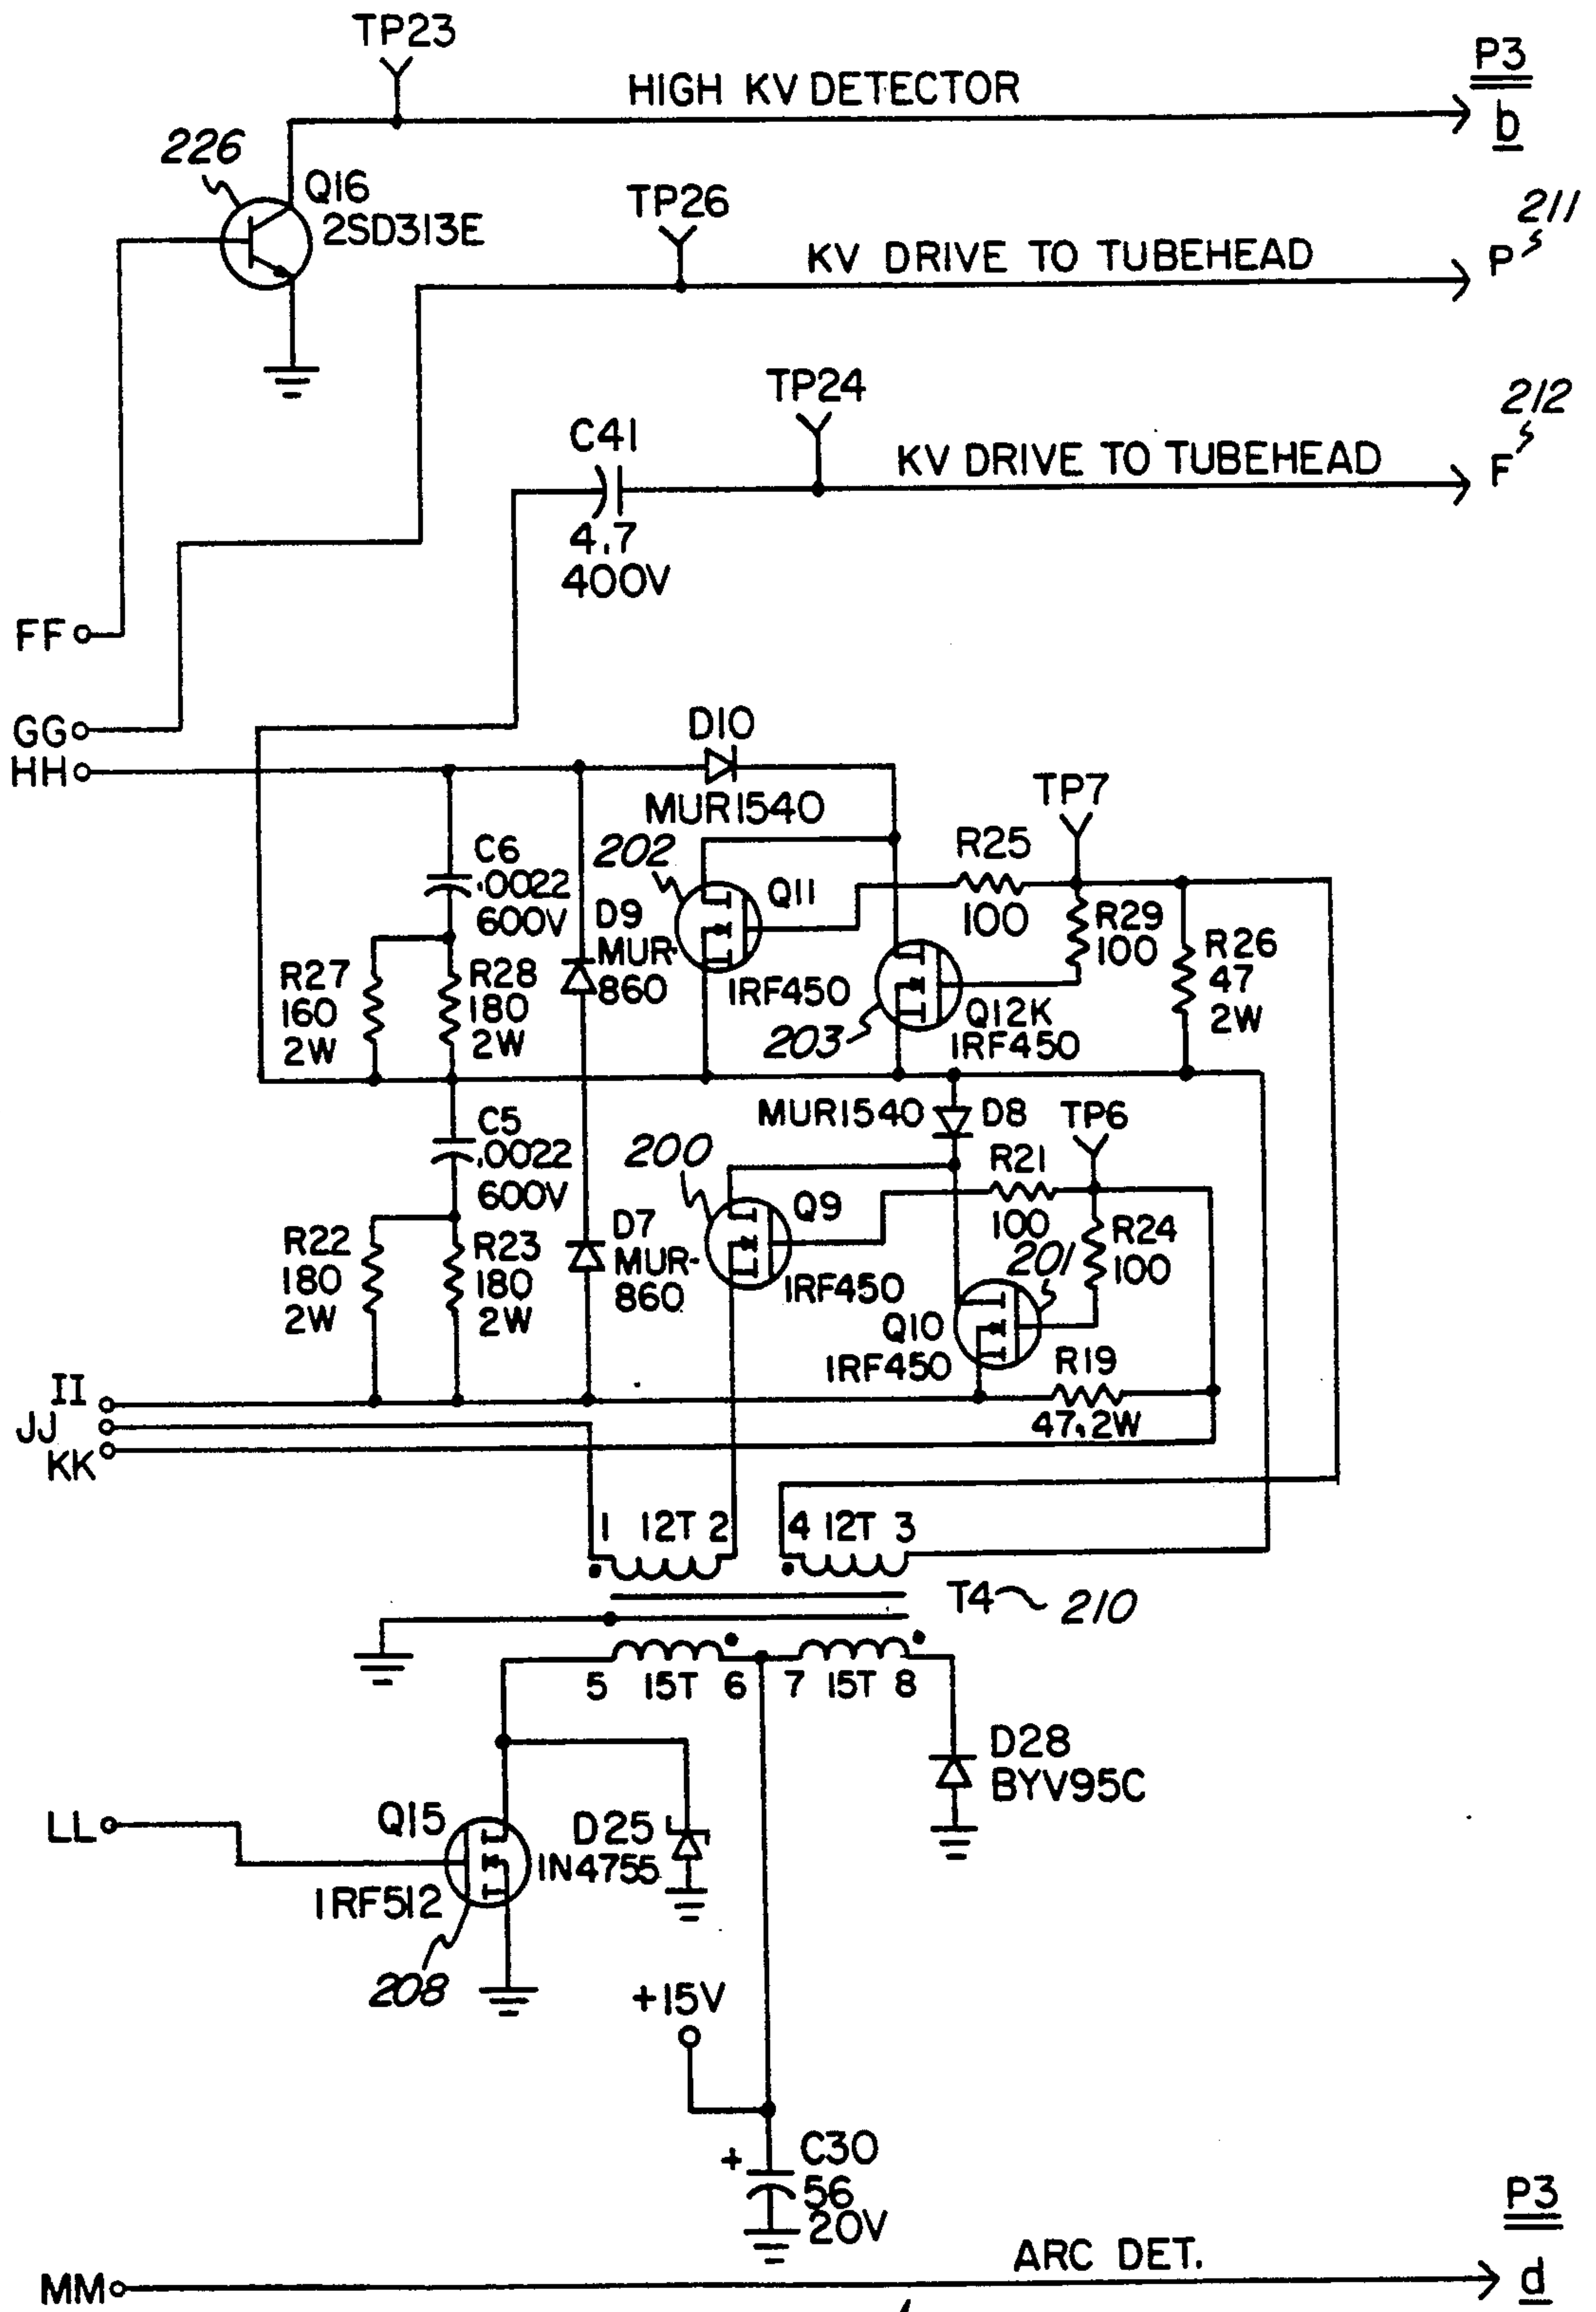 TP23
P3
HIGH KV DETECTOR
b
226
Q16
2SD313E
TP26
211
KV DRIVE TO TUBEHEAD
P
TP24
212
C41
KV DRIVE TO TUBEHEAD
F
4.7
400V
FF
GG
HH
D10
MUR1540
TP7
C6
.0022
600V
202
Q11
R25
100
D9
MUR-
860
R29
100
R26
47
2W
R27
160
2W
R28
180
2W
IRF450
203
Q12K
IRF450
MUR1540
D8
TP6
C5
.0022
600V
200
R21
100
Q9
R22
180
2W
R23
180
2W
D7
MUR-
860
IRF450
201
R24
100
Q10
IRF450
R19
47.2W
II
JJ
KK
1 12T 2
4 12T 3
T4
210
5 15T 6
7 15T 8
D28
BYV95C
LL
Q15
IRF512
D25
IN4755
208
+15V
+
C30
56
20V
P3
ARC DET.
MM
d